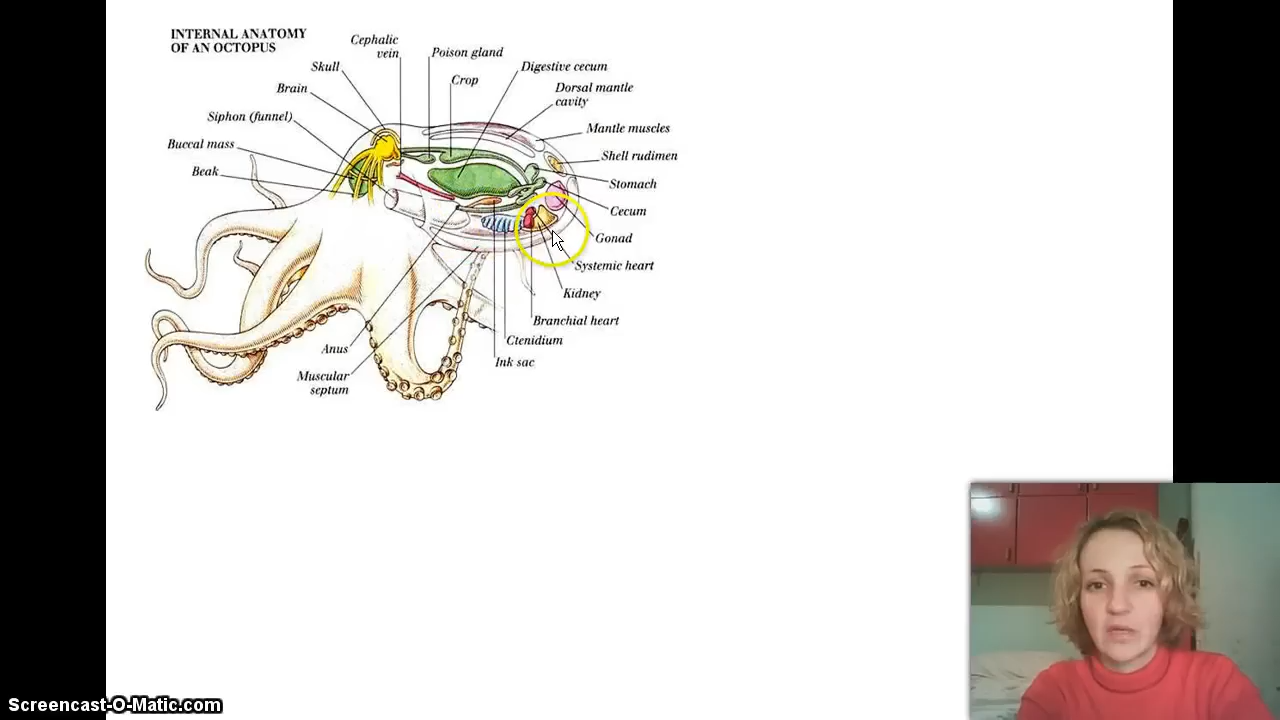 INTERNAL ANATOMY
OF AN OCTOPUS
Cephalic
vein
Poison gland
Skull
Digestive cecum
Crop
Brain
Dorsal mantle
cavity
Siphon (funnel)
Mantle muscles
Buccal mass
Shell rudimen
Beak
Stomach
Cecum
Gonad
Systemic heart
Kidney
Branchial heart
Ctenidium
Anus
Ink sac
Muscular
septum
Screencast-O-Matic.com